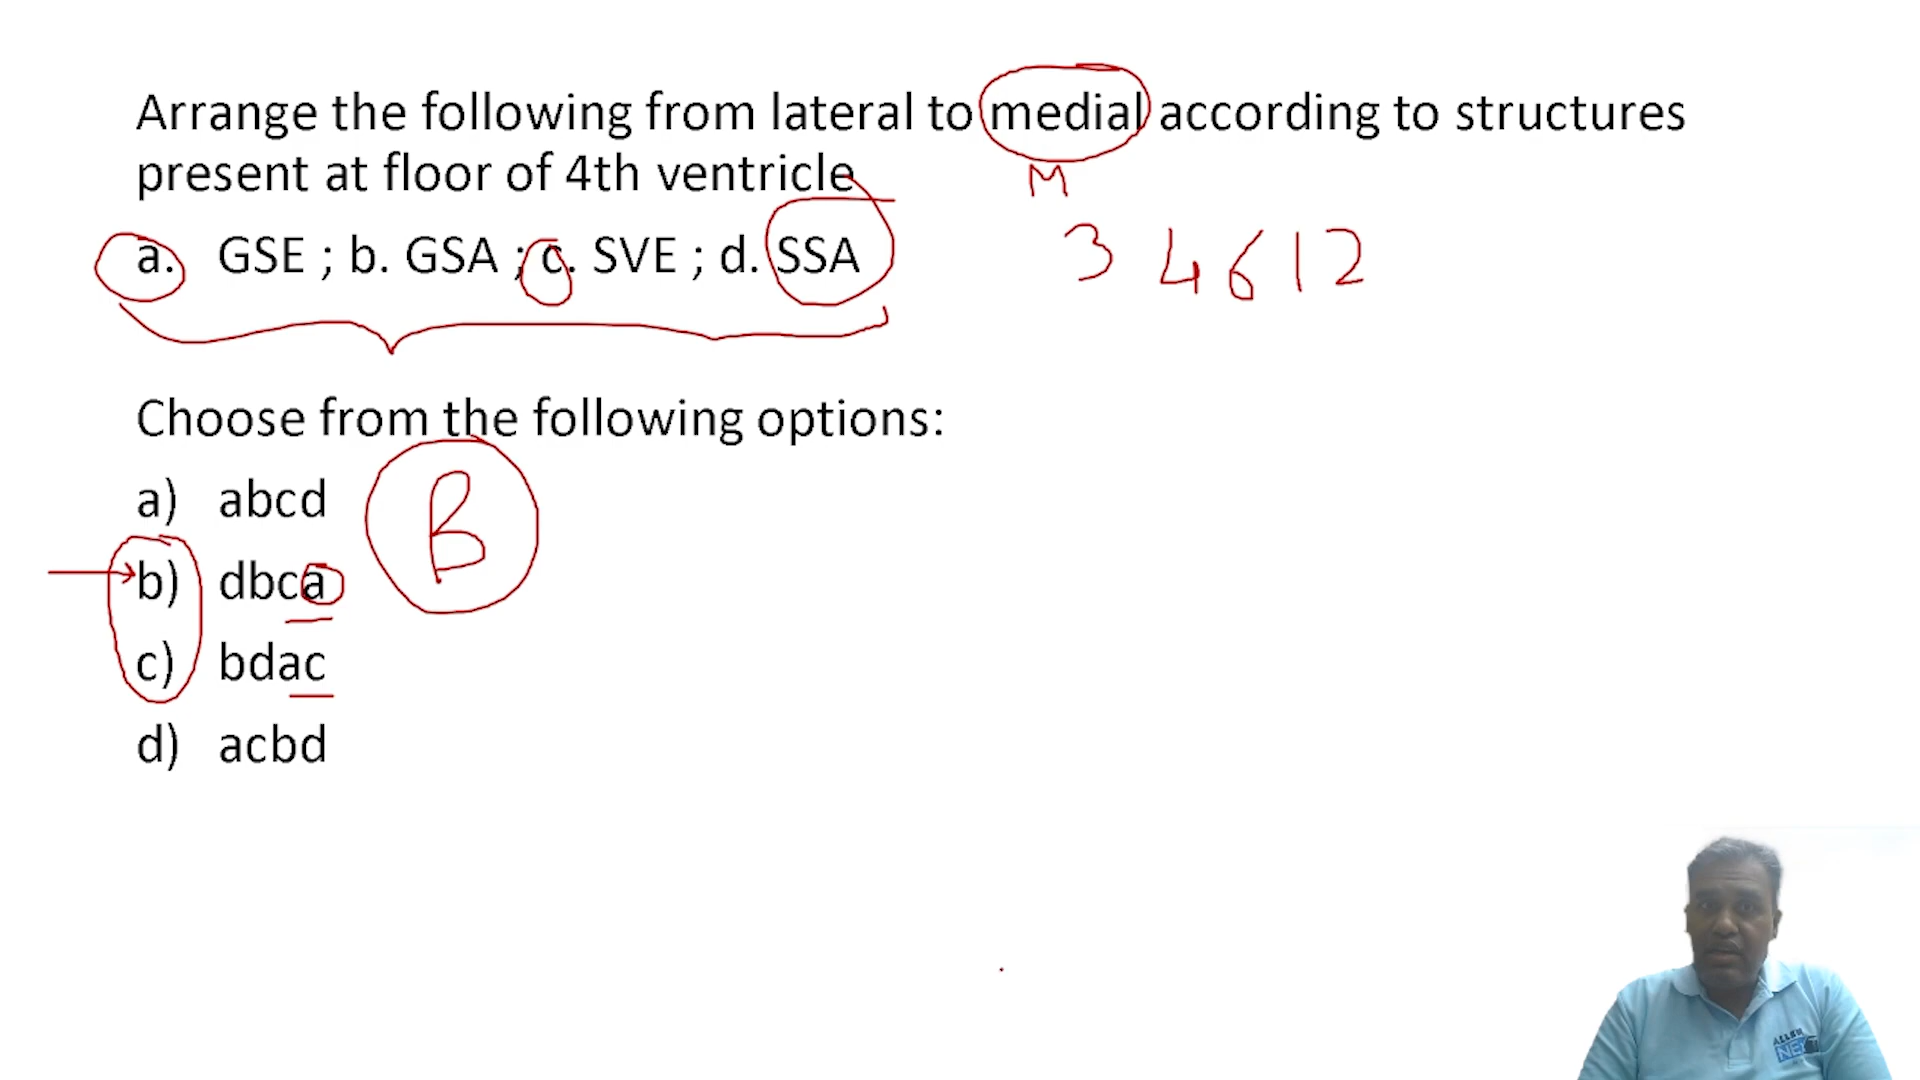 Arrange the following from lateral to medial according to structures
present at floor of 4th ventricle
M
a. GSE ; b. GSA ; c. SVE ; d. SSA
3 4 6 1 2
Choose from the following options:
a) abcd
B
b) dbca
c) bdac
d) acbd